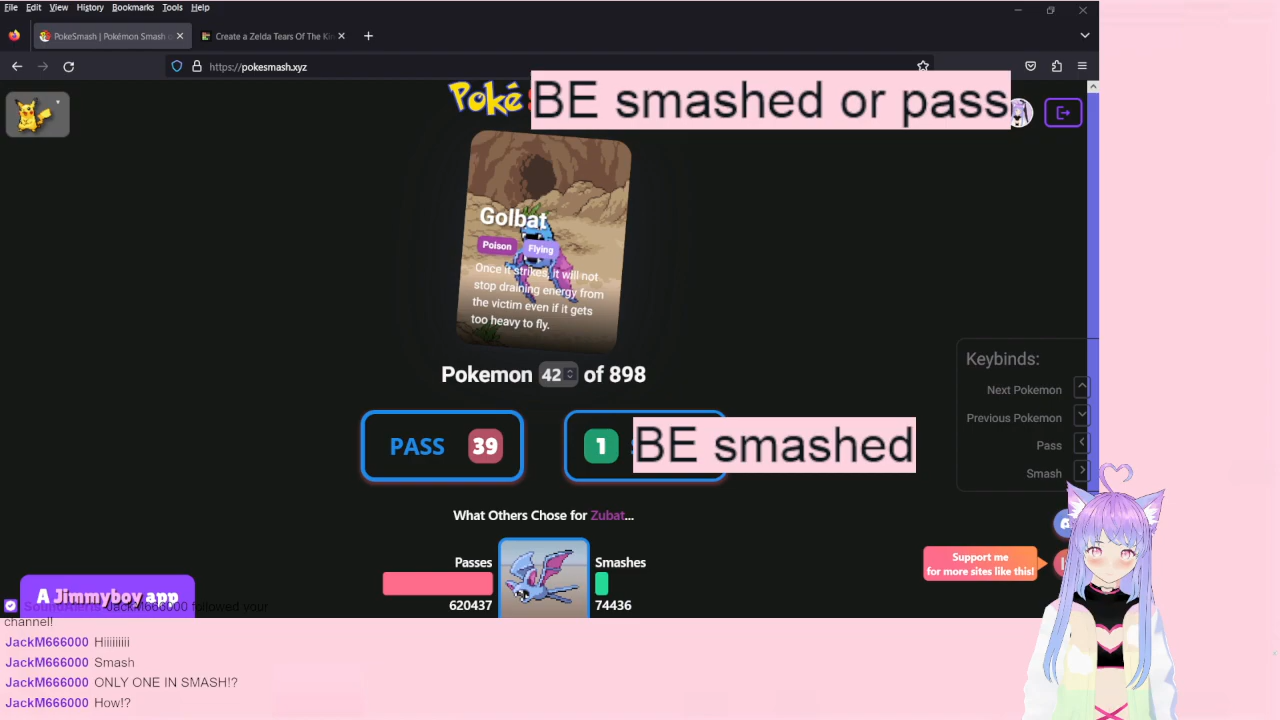 File Edit View History Bookmarks Tools Help
PokeSmash | Pokémon Smash
Create a Zelda Tears Of The Kin
https://pokesmash.xyz
Poké
BE smashed or pass
Golbat
Poison Flying
Once it strikes, it will not
stop draining energy from
the victim even if it gets
too heavy to fly.
Pokemon 42 of 898
Keybinds:
Next Pokemon
Previous Pokemon
Pass
Smash
PASS 39
1 BE smashed
What Others Chose for Zubat...
Passes
Smashes
620437
74436
Support me
for more sites like this!
A Jimmyboy app
JackM666000 followed your
channel!
JackM666000 Hiiiiiiiii
JackM666000 Smash
JackM666000 ONLY ONE IN SMASH!?
JackM666000 How!?